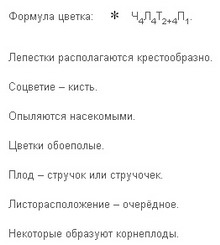 Формула цветка: * Ч4Л4Т2+4П1.
Лепестки располагаются крестообразно.
Соцветие – кисть.
Опыляются насекомыми.
Цветки обоеполые.
Плод – стручок или стручочек.
Листорасположение – очерёдное.
Некоторые образуют корнеплоды.